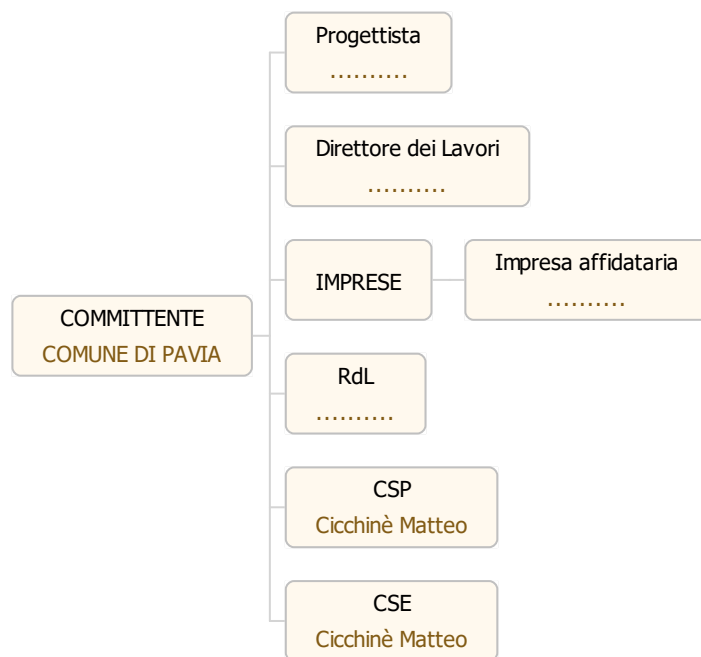 Progettista
..........
Direttore dei Lavori
..........
IMPRESE
Impresa affidataria
..........
COMMITTENTE
COMUNE DI PAVIA
RdL
..........
CSP
Cicchinè Matteo
CSE
Cicchinè Matteo